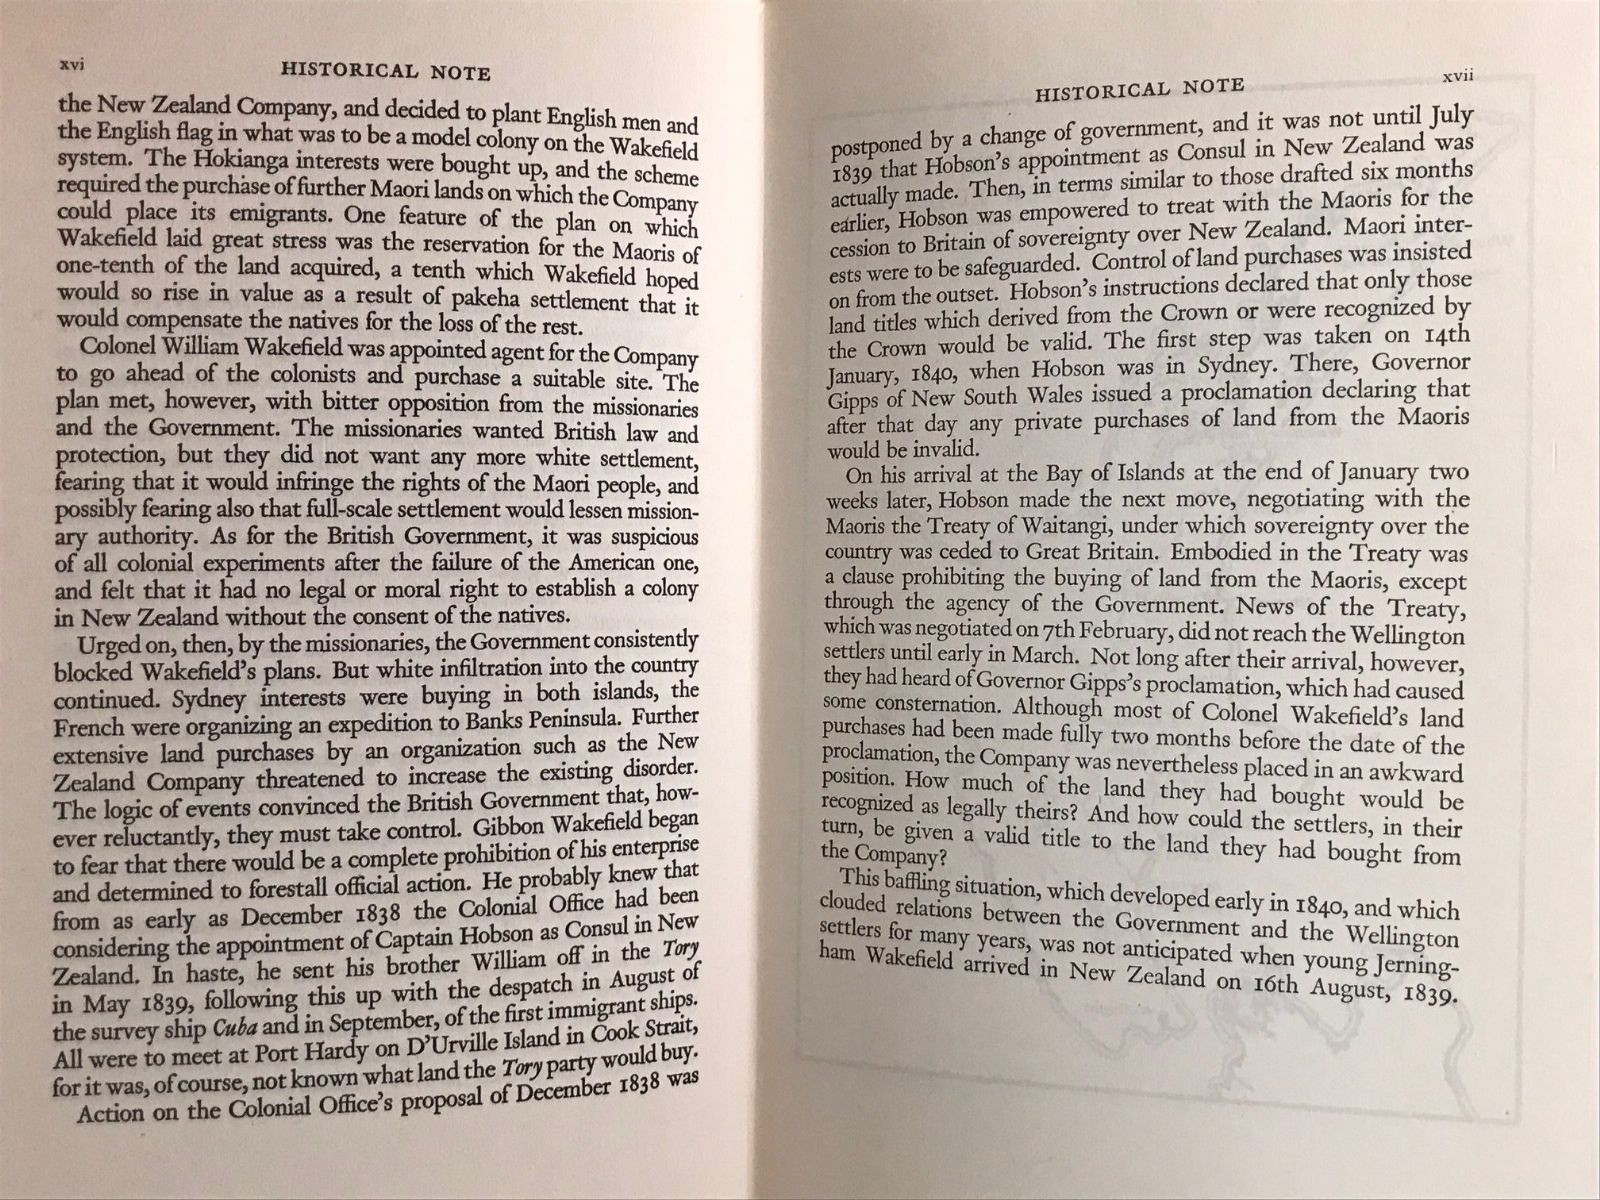 xvi
HISTORICAL NOTE
the New Zealand Company, and decided to plant English men and
the English flag in what was to be a model colony on the Wakefield
system. The Hokianga interests were bought up, and the scheme
required the purchase of further Maori lands on which the Company
could place its emigrants. One feature of the plan on which
Wakefield laid great stress was the reservation for the Maoris of
one-tenth of the land acquired, a tenth which Wakefield hoped
would so rise in value as a result of pakeha settlement that it
would compensate the natives for the loss of the rest.
Colonel William Wakefield was appointed agent for the Company
to go ahead of the colonists and purchase a suitable site. The
plan met, however, with bitter opposition from the missionaries
and the Government. The missionaries wanted British law and
protection, but they did not want any more white settlement,
fearing that it would infringe the rights of the Maori people, and
possibly fearing also that full-scale settlement would lessen mission-
ary authority. As for the British Government, it was suspicious
of all colonial experiments after the failure of the American one,
and felt that it had no legal or moral right to establish a colony
in New Zealand without the consent of the natives.
Urged on, then, by the missionaries, the Government consistently
blocked Wakefield's plans. But white infiltration into the country
continued. Sydney interests were buying in both islands, the
French were organizing an expedition to Banks Peninsula. Further
extensive land purchases by an organization such as the New
Zealand Company threatened to increase the existing disorder.
The logic of events convinced the British Government that, how-
ever reluctantly, they must take control. Gibbon Wakefield began
to fear that there would be a complete prohibition of his enterprise
and determined to forestall official action. He probably knew that
from as early as December 1838 the Colonial Office had been
considering the appointment of Captain Hobson as Consul in New
Zealand. In haste, he sent his brother William off in the Tory
in May 1839, following this up with the despatch in August of
the survey ship Cuba and in September, of the first immigrant ships.
All were to meet at Port Hardy on D'Urville Island in Cook Strait,
for it was, of course, not known what land the Tory party would buy.
Action on the Colonial Office's proposal of December 1838 was
HISTORICAL NOTE
xvii
postponed by a change of government, and it was not until July
1839 that Hobson's appointment as Consul in New Zealand was
actually made. Then, in terms similar to those drafted six months
earlier, Hobson was empowered to treat with the Maoris for the
cession to Britain of sovereignty over New Zealand. Maori inter-
ests were to be safeguarded. Control of land purchases was insisted
on from the outset. Hobson's instructions declared that only those
land titles which derived from the Crown or were recognized by
the Crown would be valid. The first step was taken on 14th
January, 1840, when Hobson was in Sydney. There, Governor
Gipps of New South Wales issued a proclamation declaring that
after that day any private purchases of land from the Maoris
would be invalid.
On his arrival at the Bay of Islands at the end of January two
weeks later, Hobson made the next move, negotiating with the
Maoris the Treaty of Waitangi, under which sovereignty over the
country was ceded to Great Britain. Embodied in the Treaty was
a clause prohibiting the buying of land from the Maoris, except
through the agency of the Government. News of the Treaty,
which was negotiated on 7th February, did not reach the Wellington
settlers until early in March. Not long after their arrival, however,
they had heard of Governor Gipps's proclamation, which had caused
some consternation. Although most of Colonel Wakefield's land
purchases had been made fully two months before the date of the
proclamation, the Company was nevertheless placed in an awkward
position. How much of the land they had bought would be
recognized as legally theirs? And how could the settlers, in their
turn, be given a valid title to the land they had bought from
the Company?
This baffling situation, which developed early in 1840, and which
clouded relations between the Government and the Wellington
settlers for many years, was not anticipated when young Jerning-
ham Wakefield arrived in New Zealand on 16th August, 1839.